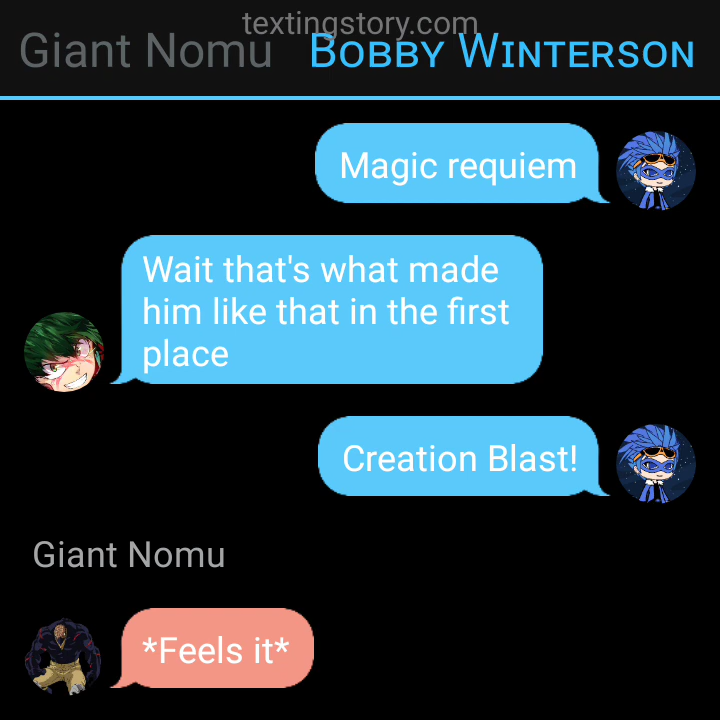 textingstory.com
Giant Nomu Bobby Winterson
Magic requiem
Wait that's what made
him like that in the first
place
Creation Blast!
Giant Nomu
*Feels it*